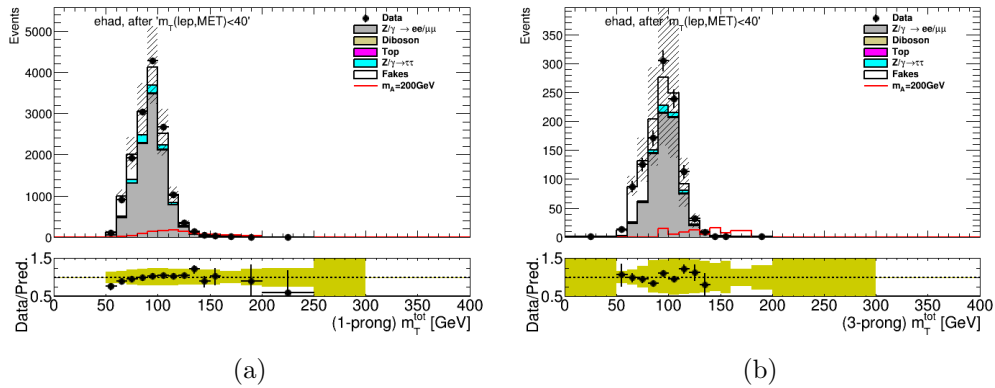 Events
ehad, after 'm_T(lep,MET)<40'
Data
Z/γ → ee/μμ
Diboson
Top
Z/γ→ττ
Fakes
m_A=200GeV
5000
4000
3000
2000
1000
0
Data/Pred.
1.5
1.0
0.5
0 50 100 150 200 250 300 350 400
(1-prong) m_T^tot [GeV]
(a)
Events
ehad, after 'm_T(lep,MET)<40'
Data
Z/γ → ee/μμ
Diboson
Top
Z/γ→ττ
Fakes
m_A=200GeV
350
300
250
200
150
100
50
0
Data/Pred.
1.5
1.0
0.5
0 50 100 150 200 250 300 350 400
(3-prong) m_T^tot [GeV]
(b)